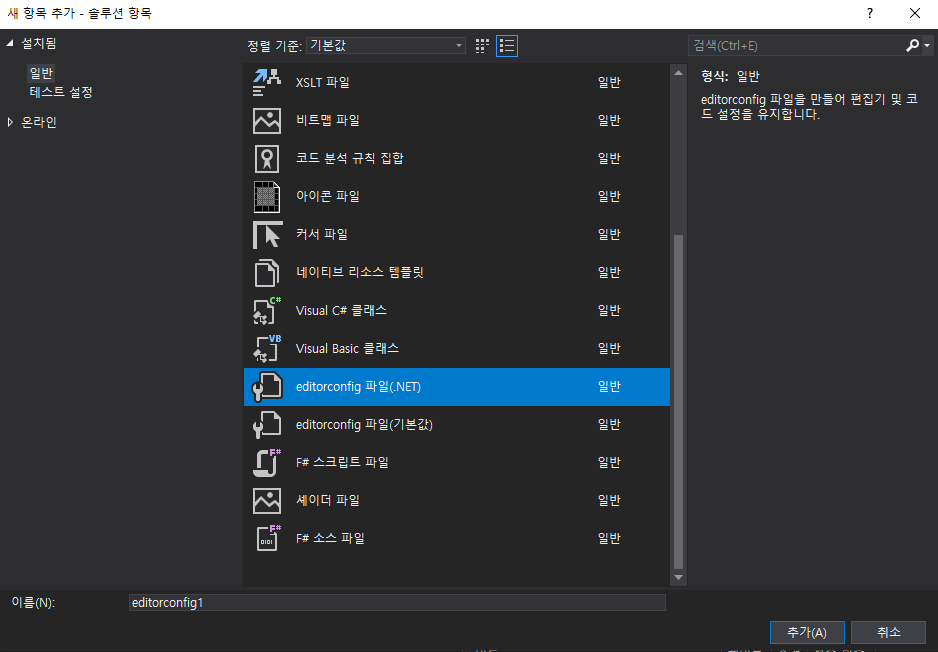 새 항목 추가 - 솔루션 항목
설치됨
일반
테스트 설정
온라인
정렬 기준: 기본값
검색(Ctrl+E)
XSLT 파일 일반
비트맵 파일 일반
코드 분석 규칙 집합 일반
아이콘 파일 일반
커서 파일 일반
네이티브 리소스 템플릿 일반
C#
Visual C# 클래스 일반
VB
Visual Basic 클래스 일반
editorconfig 파일(.NET) 일반
editorconfig 파일(기본값) 일반
F#
F# 스크립트 파일 일반
셰이더 파일 일반
F#
F# 소스 파일 일반
형식: 일반
editorconfig 파일을 만들어 편집기 및 코
드 설정을 유지합니다.
이름(N): editorconfig1
추가(A) 취소